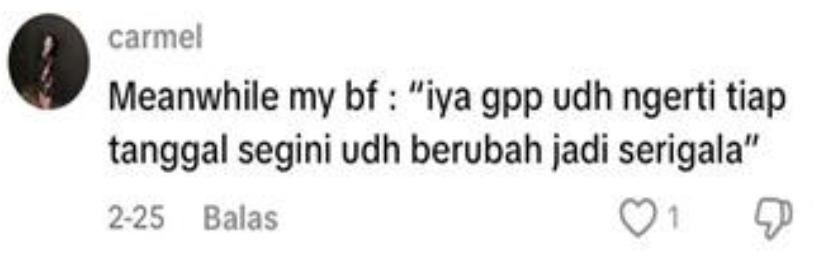 carmel
Meanwhile my bf : “iya gpp udh ngerti tiap
tanggal segini udh berubah jadi serigala”
2-25 Balas 1